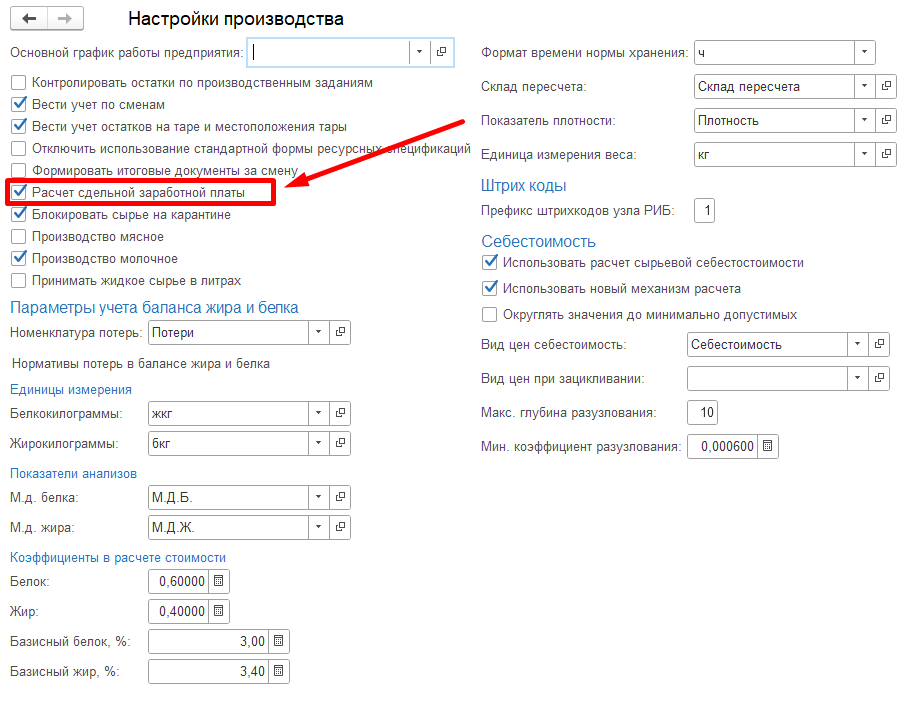 Настройки производства
Основной график работы предприятия:
Контролировать остатки по производственным заданиям
Вести учет по сменам
Вести учет остатков на таре и местоположения тары
Отключить использование стандартной формы ресурсных спецификаций
Формировать итоговые документы за смену
Расчет сдельной заработной платы
Блокировать сырье на карантине
Производство мясное
Производство молочное
Принимать жидкое сырье в литрах
Параметры учета баланса жира и белка
Номенклатура потерь: Потери
Нормативы потерь в балансе жира и белка
Единицы измерения
Белкокилограммы: жкг
Жирокилограммы: бкг
Показатели анализов
М.д. белка: М.Д.Б.
М.д. жира: М.Д.Ж.
Коэффициенты в расчете стоимости
Белок: 0,60000
Жир: 0,40000
Базисный белок, %: 3,00
Базисный жир, %: 3,40
Формат времени нормы хранения: ч
Склад пересчета: Склад пересчета
Показатель плотности: Плотность
Единица измерения веса: кг
Штрих коды
Префикс штрихкодов узла РИБ: 1
Себестоимость
Использовать расчет сырьевой себестостоимости
Использовать новый механизм расчета
Округлять значения до минимально допустимых
Вид цен себестоимость: Себестоимость
Вид цен при зацикливании:
Макс. глубина разузлования: 10
Мин. коэффициент разузлования: 0,000600